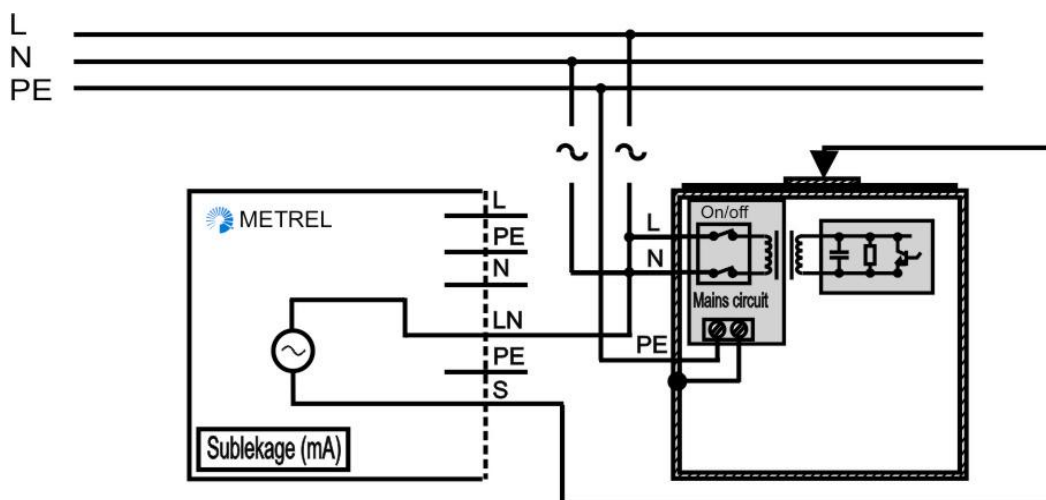 L
N
PE
METREL
L
PE
N
LN
PE
S
Sublekage (mA)
L
N
PE
On/off
Mains circuit